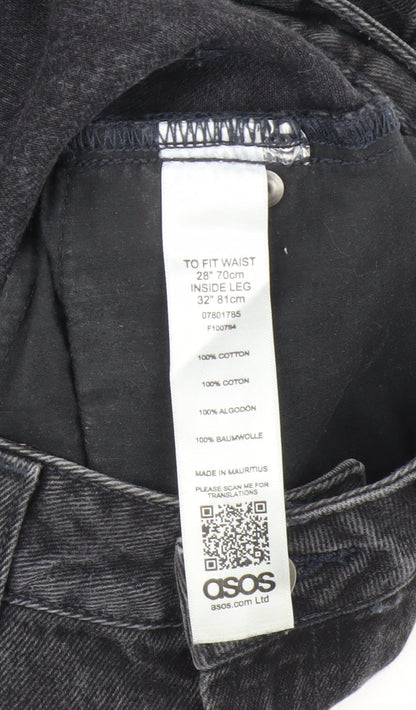 TO FIT WAIST
28" 70cm
INSIDE LEG
32" 81cm
07801785
F100784
100% COTTON
100% COTON
100% ALGODÓN
100% BAUMWOLLE
MADE IN MAURITIUS
PLEASE SCAN ME FOR
TRANSLATIONS
asos
asos.com Ltd